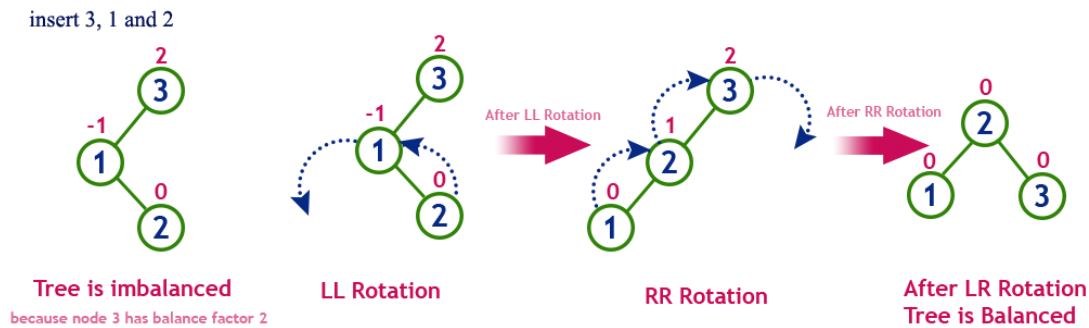 insert 3, 1 and 2
2
3
-1
1
0
2
Tree is imbalanced
because node 3 has balance factor 2
2
3
-1
1
0
2
LL Rotation
After LL Rotation
2
3
1
2
0
1
RR Rotation
After RR Rotation
0
2
0
1
0
3
After LR Rotation
Tree is Balanced